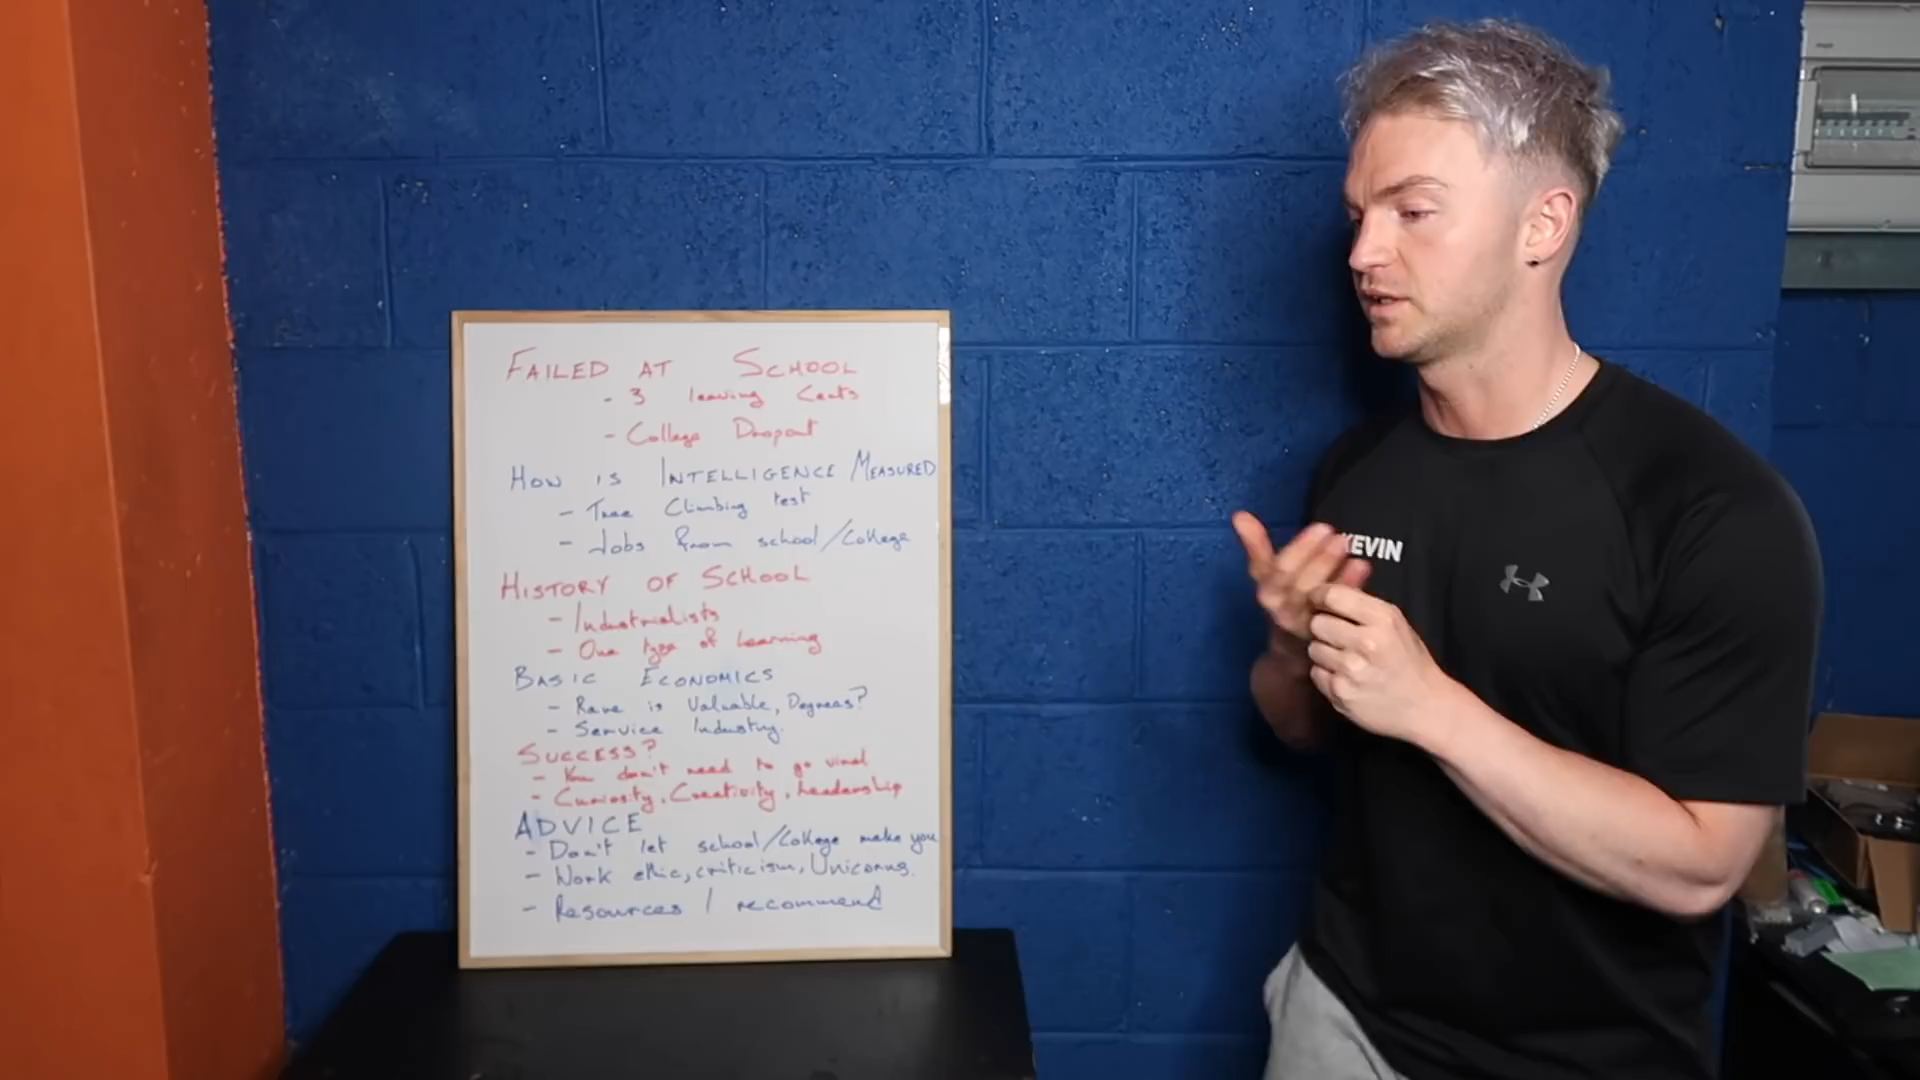 FAILED AT SCHOOL
- 3 leaving Certs
- College Dropout
HOW IS INTELLIGENCE MEASURED
- Tree Climbing test
- Jobs from school/College
HISTORY OF SCHOOL
- Industrialists
- One type of learning
BASIC ECONOMICS
- Rare is Valuable, Degrees?
- Service Industry.
SUCCESS?
- You don't need to go viral
- Curiosity, Creativity, Leadership
ADVICE
- Don't let school/College make you
- Work ethic, criticism, Unicorns.
- Resources I recommend
KEVIN